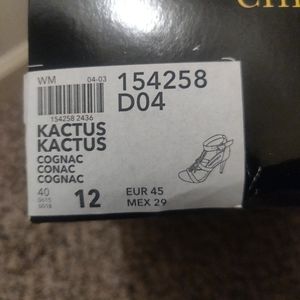 WM
04-03
154258
D04
154258 2436
KACTUS
KACTUS
COGNAC
CONAC
COGNAC
40
12
EUR 45
MEX 29